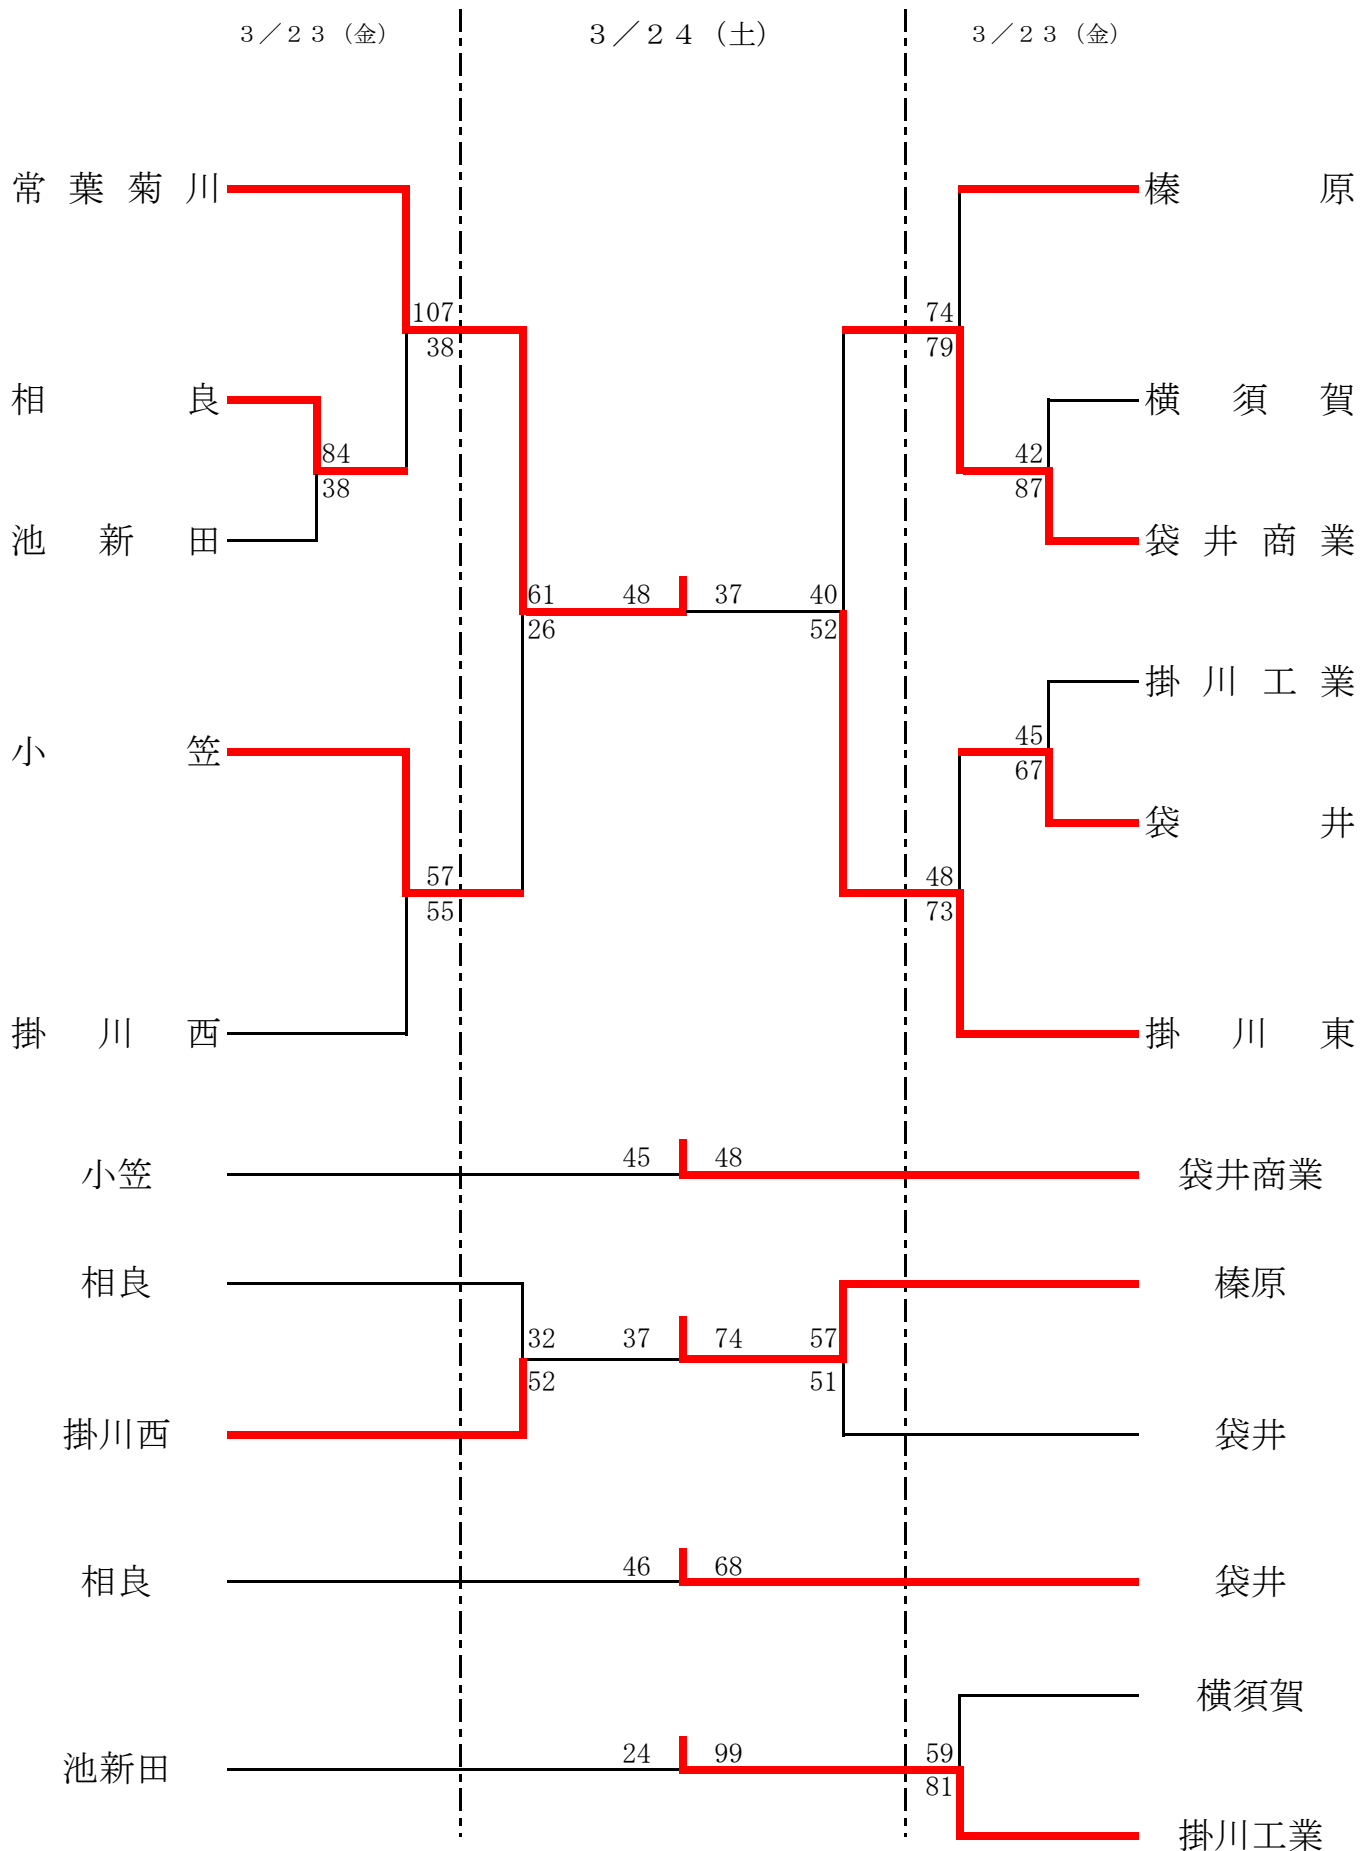 ３／２３（金） ３／２４（土） ３／２３（金）
常葉菊川 榛原
107 74
38 79
相良 横須賀
84 42
38 87
池新田 袋井商業
61 48 37 40
26 52
掛川工業
小笠 45
67
袋井
57 48
55 73
掛川西 掛川東
45 48
小笠 袋井商業
相良 榛原
32 37 74 57
52 51
掛川西 袋井
46 68
相良 袋井
横須賀
24 99 59
池新田
81
掛川工業